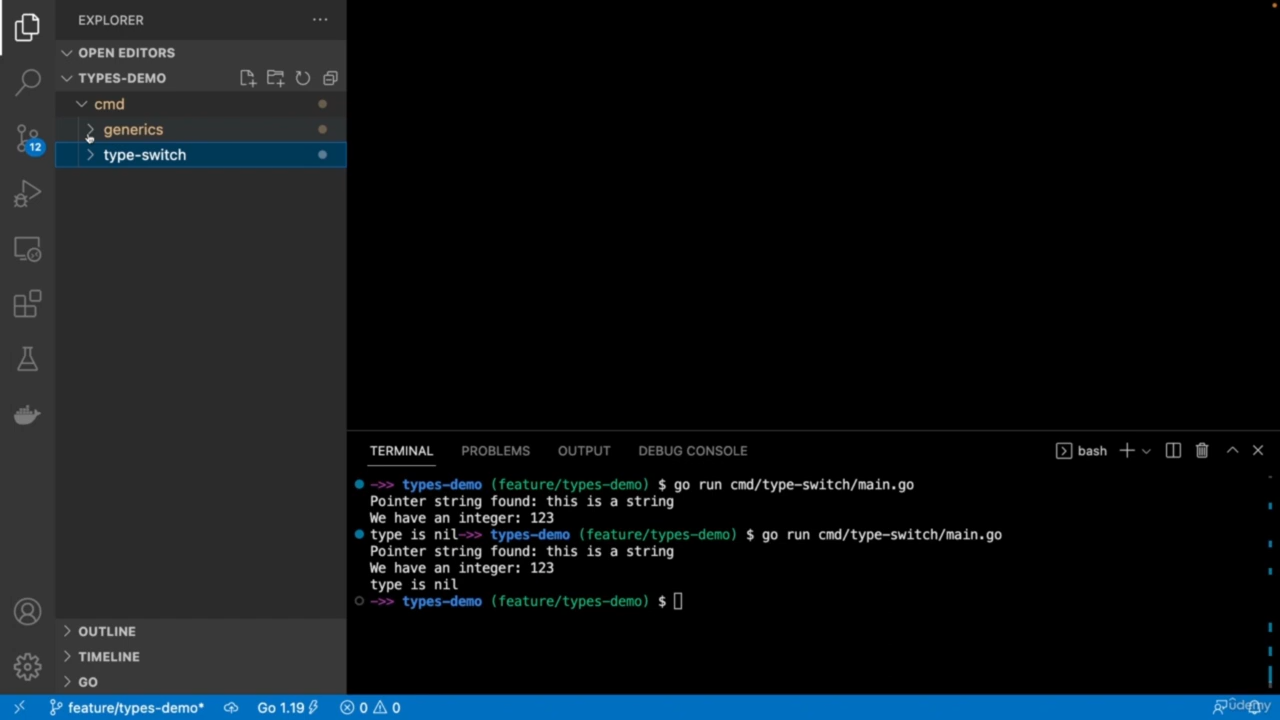 EXPLORER
OPEN EDITORS
TYPES-DEMO
cmd
generics
12
type-switch
TERMINAL PROBLEMS OUTPUT DEBUG CONSOLE bash
->> types-demo (feature/types-demo) $ go run cmd/type-switch/main.go
Pointer string found: this is a string
We have an integer: 123
type is nil->> types-demo (feature/types-demo) $ go run cmd/type-switch/main.go
Pointer string found: this is a string
We have an integer: 123
type is nil
->> types-demo (feature/types-demo) $
OUTLINE
TIMELINE
GO
feature/types-demo* Go 1.19 0 0 udemy